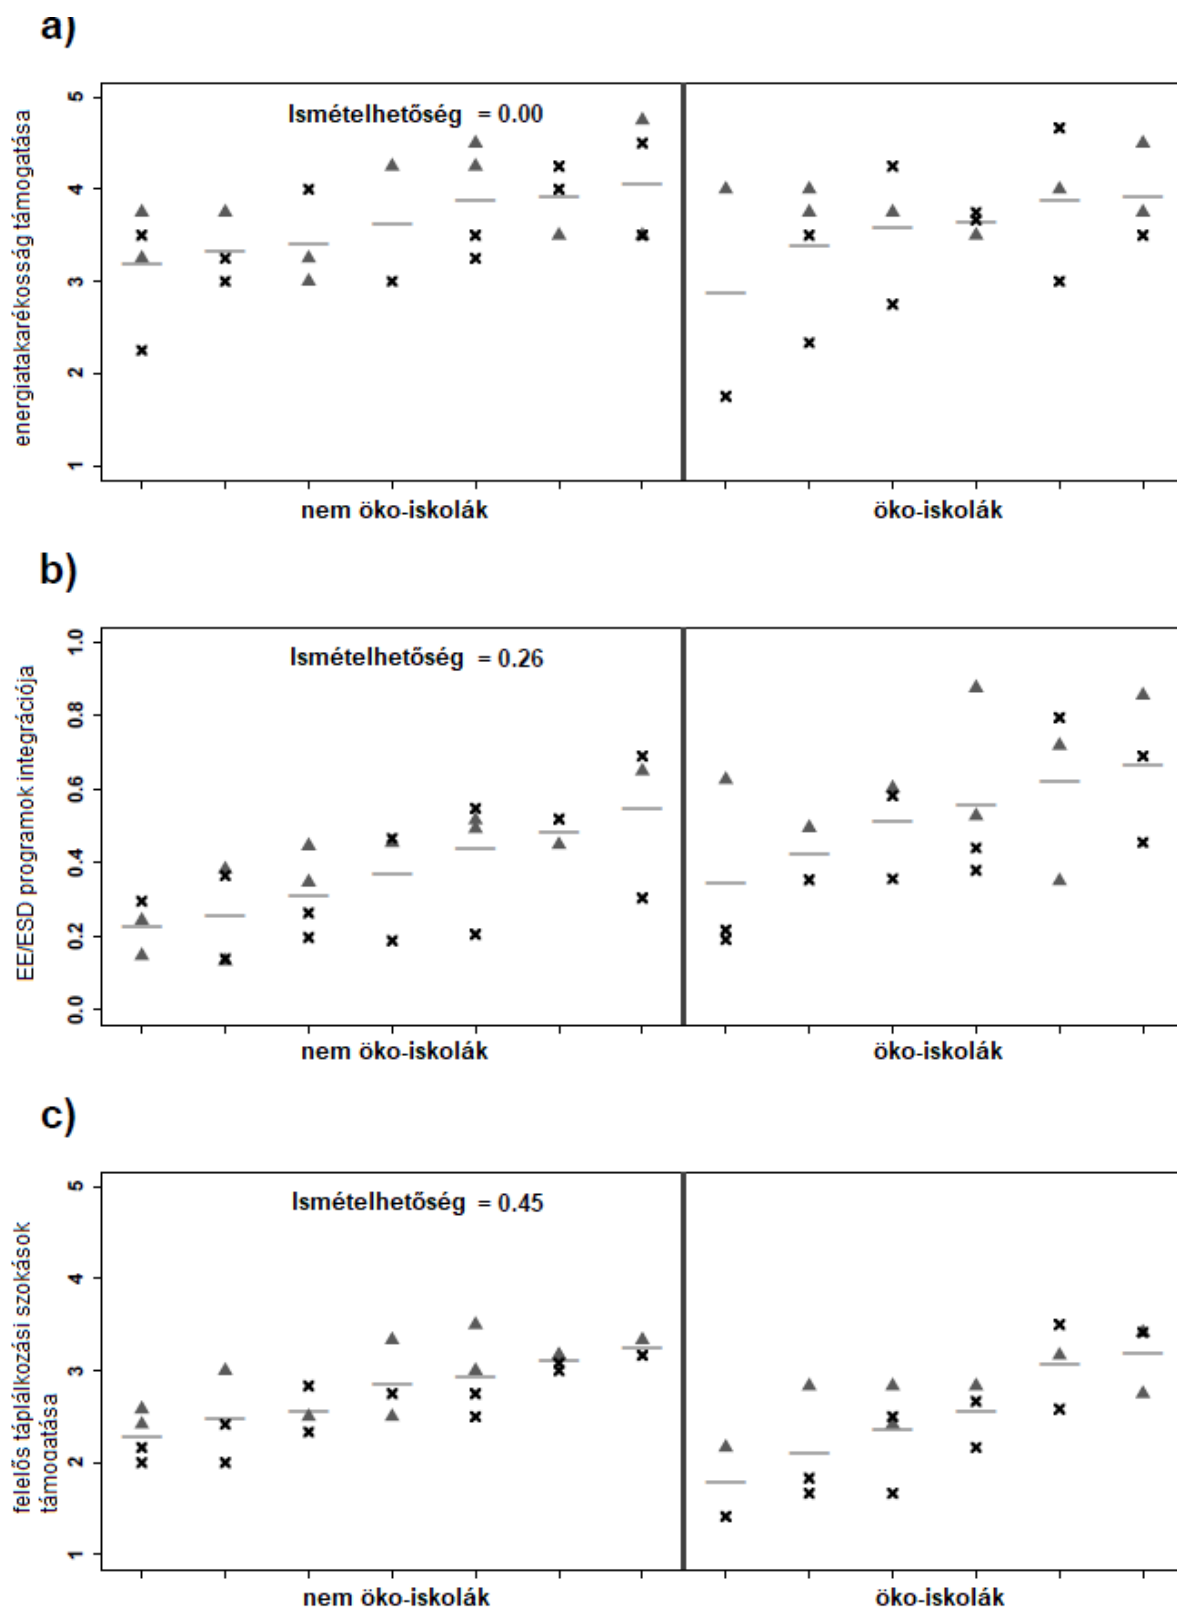 a)
energiatakarékosság támogatása
5
4
3
2
1
Ismételhetőség = 0.00
nem öko-iskolák
öko-iskolák
b)
EE/ESD programok integrációja
1.0
0.8
0.6
0.4
0.2
0.0
Ismételhetőség = 0.26
nem öko-iskolák
öko-iskolák
c)
felelős táplálkozási szokások
támogatása
5
4
3
2
1
Ismételhetőség = 0.45
nem öko-iskolák
öko-iskolák